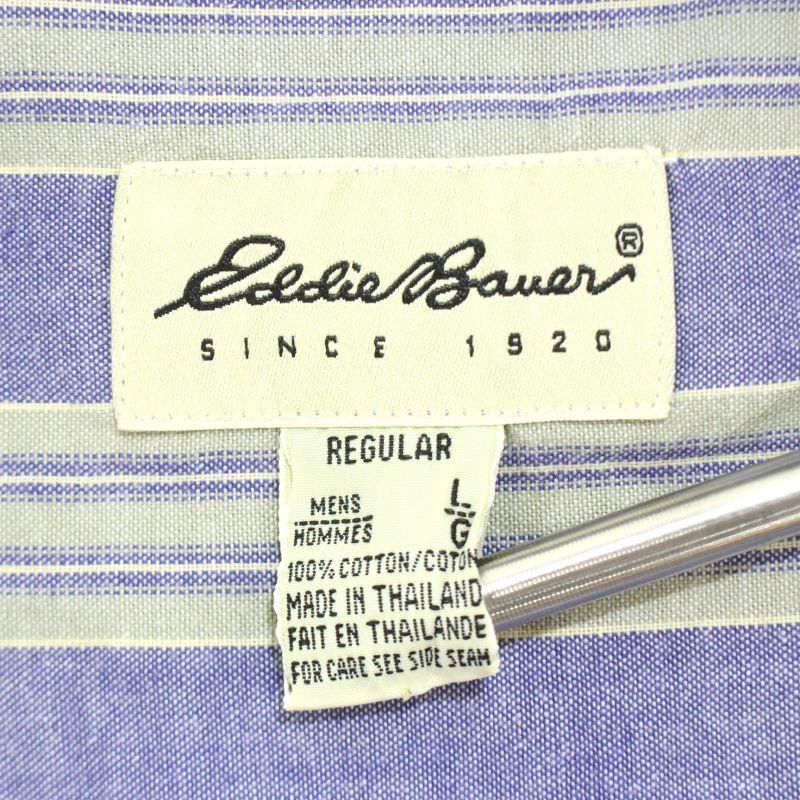 Eddie Bauer ®
SINCE 1920
REGULAR
MENS L
HOMMES G
100% COTTON/COTON
MADE IN THAILAND
FAIT EN THAILANDE
FOR CARE SEE SIDE SEAM